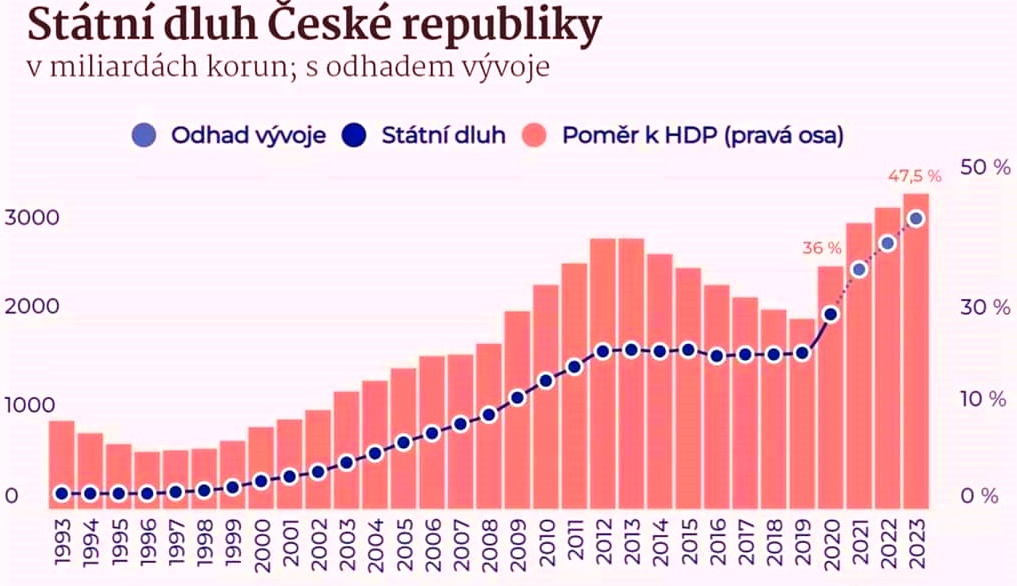 Státní dluh České republiky
v miliardách korun; s odhadem vývoje
Odhad vývoje Státní dluh Poměr k HDP (pravá osa)
50 %
47,5 %
3000
36 %
2000 30 %
1000 10 %
0 0 %
1993 1994 1995 1996 1997 1998 1999 2000 2001 2002 2003 2004 2005 2006 2007 2008 2009 2010 2011 2012 2013 2014 2015 2016 2017 2018 2019 2020 2021 2022 2023